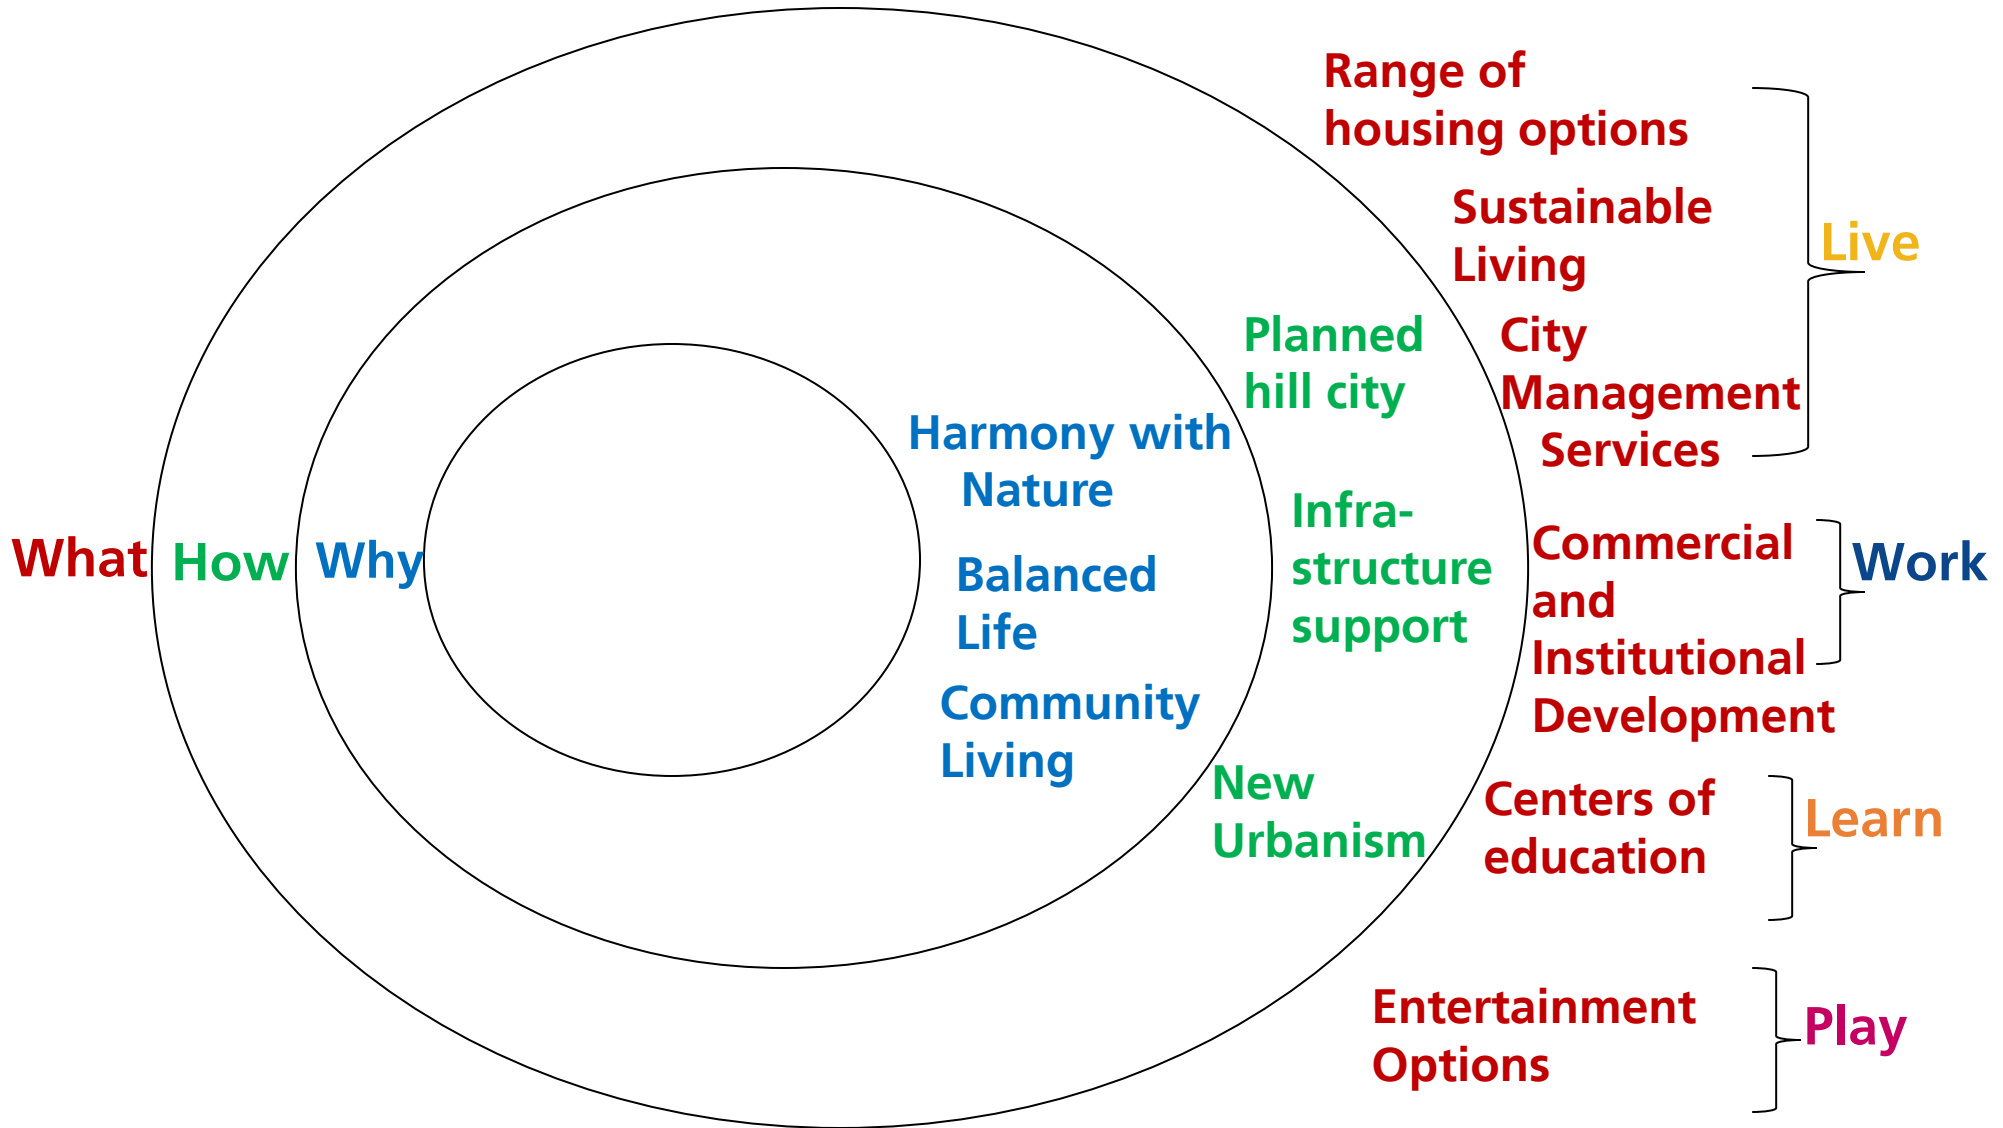 What
How
Why
Harmony with
Nature
Balanced
Life
Community
Living
Planned
hill city
Infra-
structure
support
New
Urbanism
Range of
housing options
Sustainable
Living
City
Management
Services
Live
Commercial
and
Institutional
Development
Work
Centers of
education
Learn
Entertainment
Options
Play